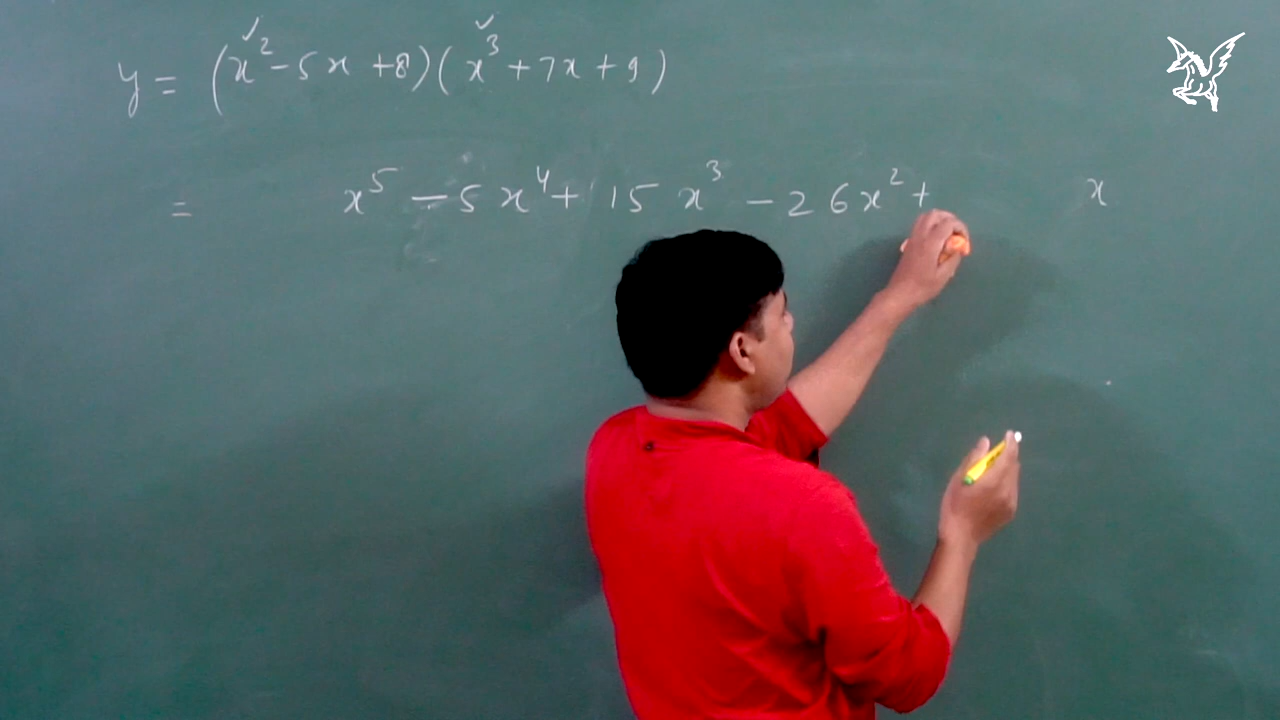 y = (x² - 5x + 8)(x³ + 7x + 9)
= x⁵ - 5x⁴ + 15x³ - 26x² + x